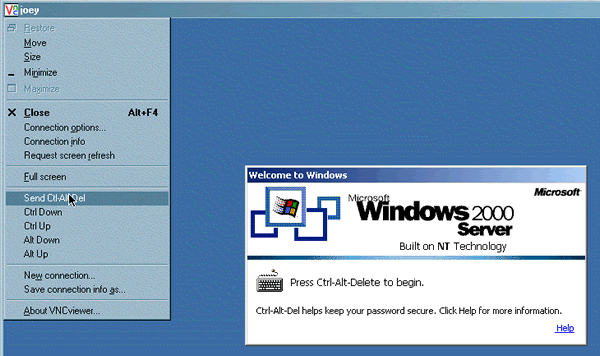 V2 joey
Restore
Move
Size
Minimize
Maximize
Close Alt+F4
Connection options...
Connection info
Request screen refresh
Full screen
Send Ctl-Alt-Del
Ctrl Down
Ctrl Up
Alt Down
Alt Up
New connection...
Save connection info as...
About VNCviewer...
Welcome to Windows
Microsoft
Microsoft
Windows 2000
Server
Built on NT Technology
Press Ctrl-Alt-Delete to begin.
Ctrl-Alt-Del helps keep your password secure. Click Help for more information.
Help